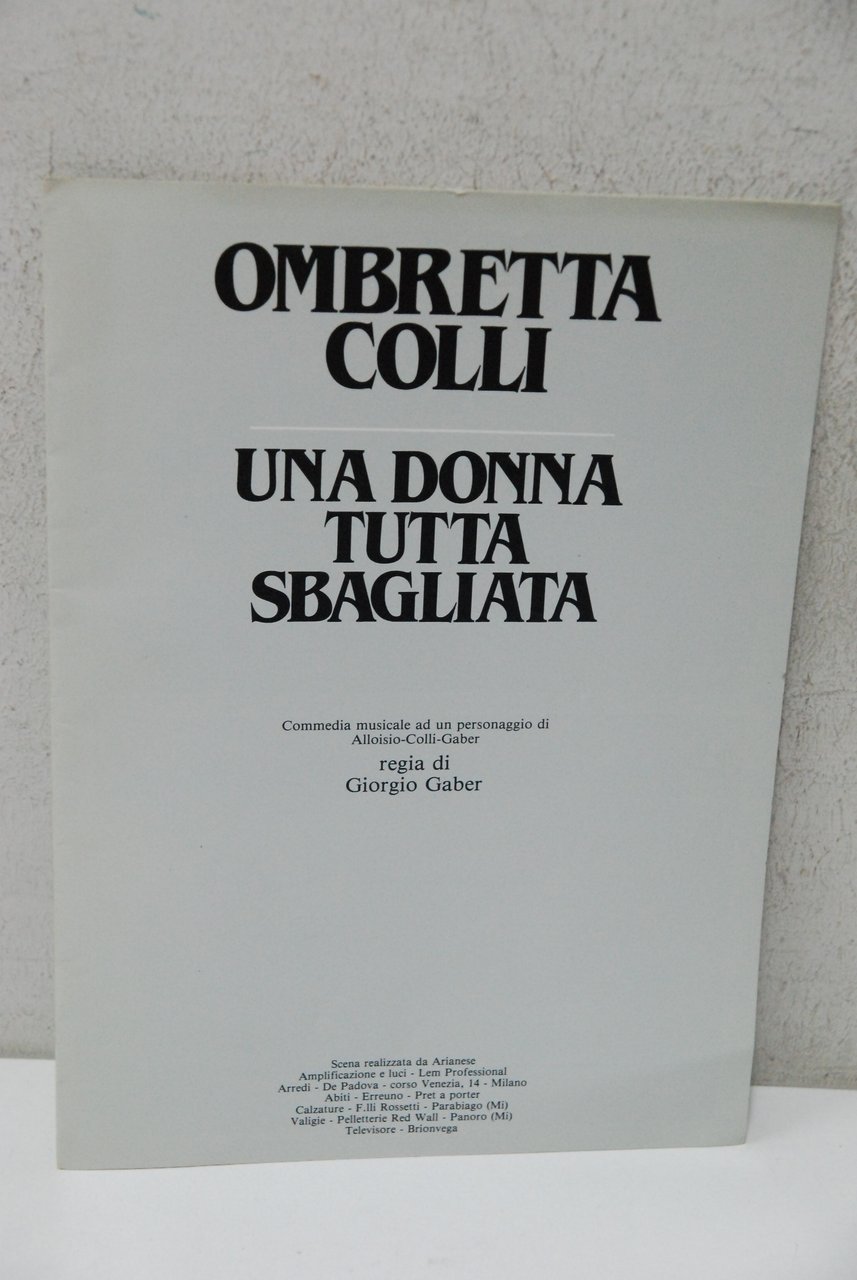 OMBRETTA
COLLI
UNA DONNA
TUTTA
SBAGLIATA
Commedia musicale ad un personaggio di
Alloisio-Colli-Gaber
regia di
Giorgio Gaber
Scena realizzata da Arianese
Amplificazione e luci - Lem Professional
Arredi - De Padova - corso Venezia, 14 - Milano
Abiti - Erreuno - Pret a porter
Calzature - F.lli Rossetti - Parabiago (Mi)
Valigie - Pelletterie Red Wall - Panoro (Mi)
Televisore - Brionvega